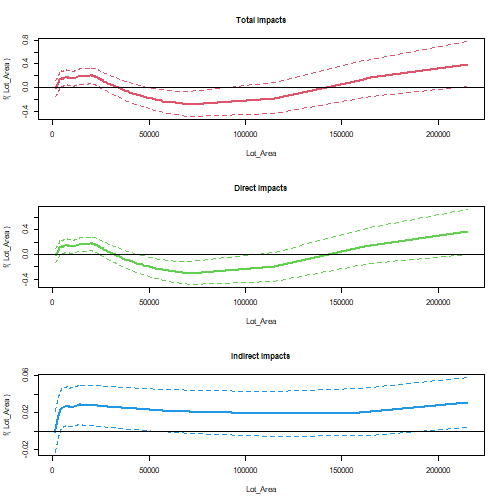 Total Impacts
f( Lot_Area )
0.8
0.4
-0.4
0
50000
100000
150000
200000
Lot_Area
Direct Impacts
f( Lot_Area )
0.4
-0.4
0
50000
100000
150000
200000
Lot_Area
Indirect Impacts
f( Lot_Area )
0.06
0.02
-0.02
0
50000
100000
150000
200000
Lot_Area